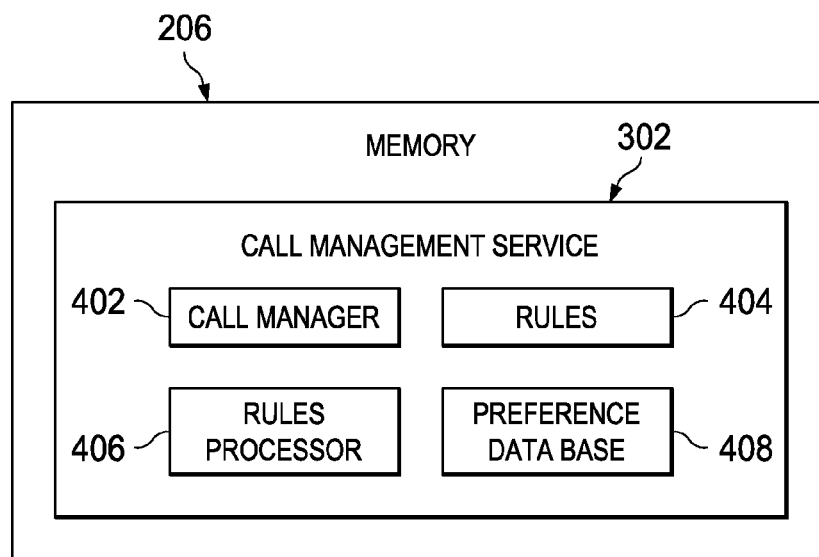 206
MEMORY
302
CALL MANAGEMENT SERVICE
402
CALL MANAGER
RULES
404
406
RULES
PROCESSOR
PREFERENCE
DATA BASE
408